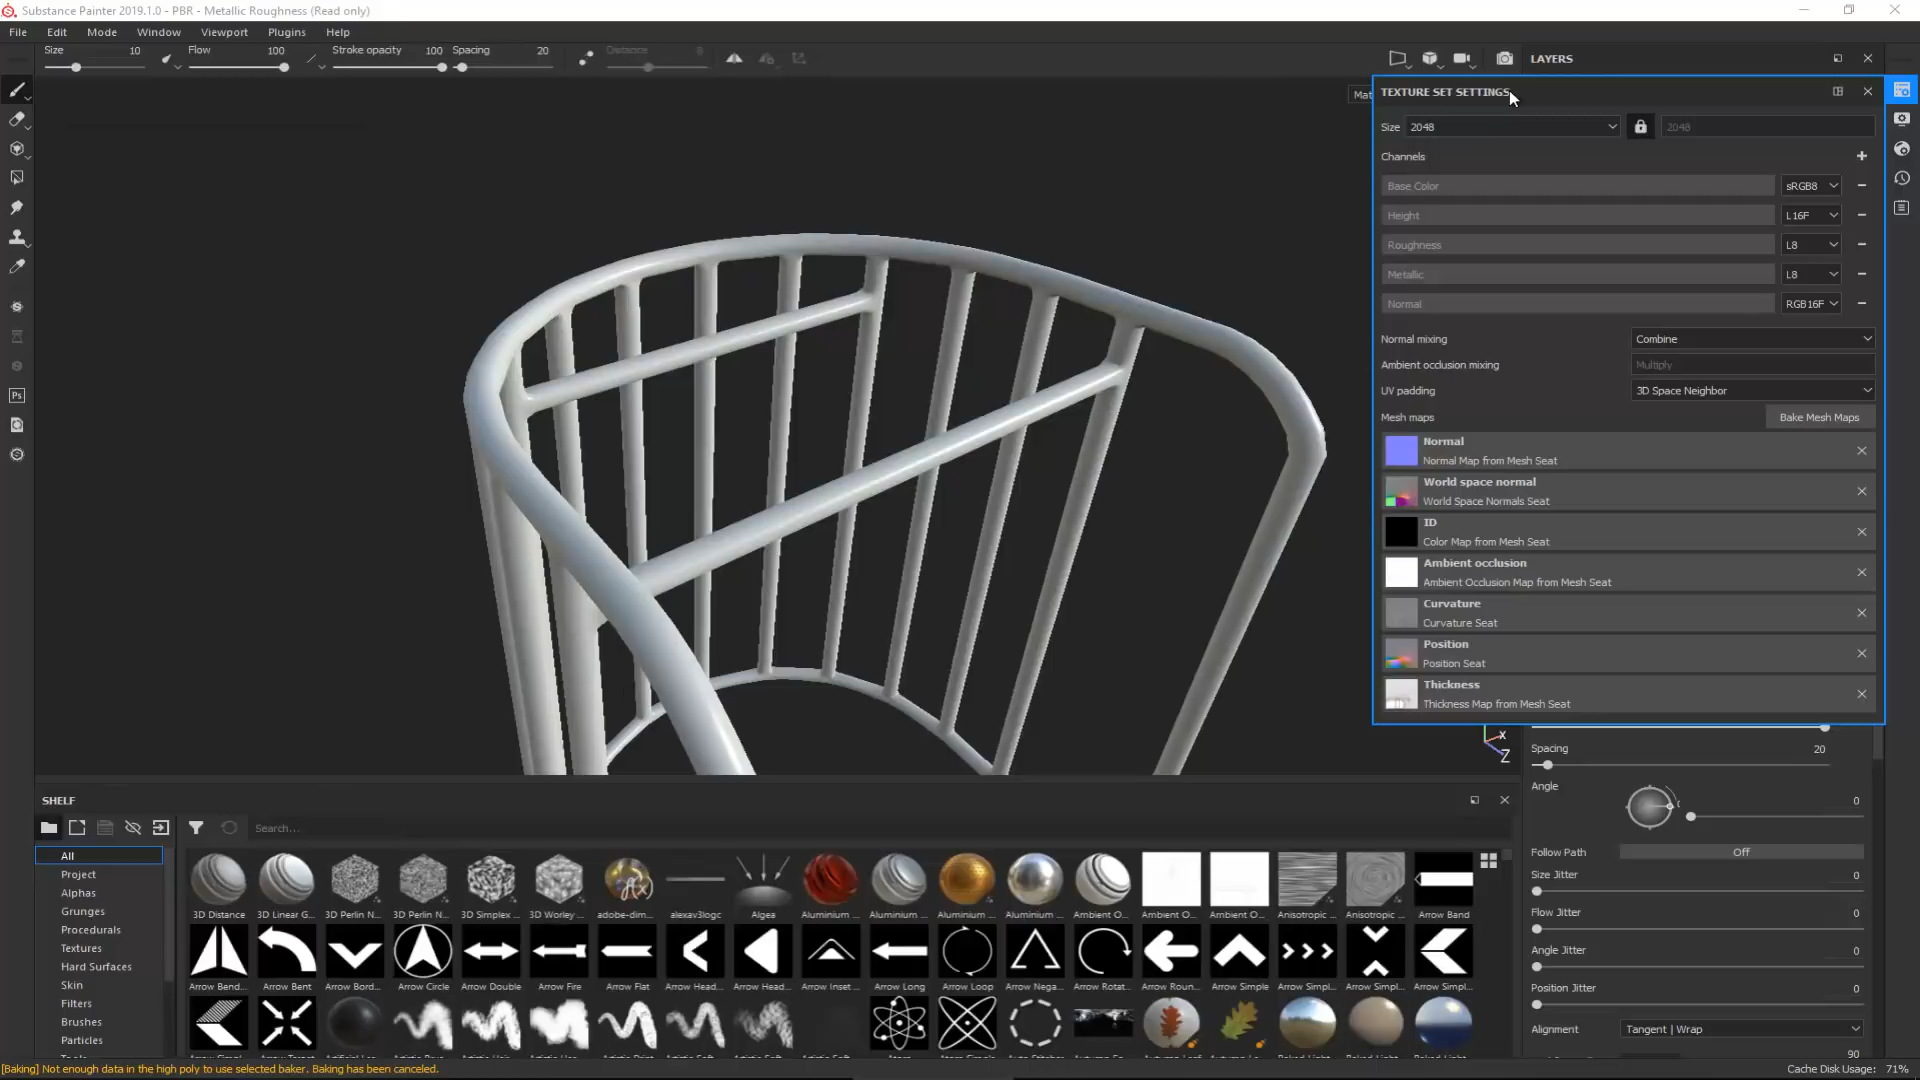 Substance Painter 2019.1.0 - PBR - Metallic Roughness (Read only)
File Edit Mode Window Viewport Plugins Help
Size 10 Flow 100 Stroke opacity 100 Spacing 20 Distance 8
LAYERS
Mat
TEXTURE SET SETTINGS
Size 2048 2048
Channels
Base Color sRGB8
Height L16F
Roughness L8
Metallic L8
Normal RGB16F
Normal mixing Combine
Ambient occlusion mixing Multiply
UV padding 3D Space Neighbor
Mesh maps Bake Mesh Maps
Normal
Normal Map from Mesh Seat
World space normal
World Space Normals Seat
ID
Color Map from Mesh Seat
Ambient occlusion
Ambient Occlusion Map from Mesh Seat
Curvature
Curvature Seat
Position
Position Seat
Thickness
Thickness Map from Mesh Seat
X
Z
Spacing 20
Angle 0
Follow Path Off
Size Jitter 0
Flow Jitter 0
Angle Jitter 0
Position Jitter 0
Alignment Tangent | Wrap
90
Ps
SHELF
Search...
All
Project
Alphas
Grunges
Procedurals
Textures
Hard Surfaces
Skin
Filters
Brushes
Particles
3D Distance 3D Linear G... 3D Perlin N... 3D Perlin N... 3D Simplex ... 3D Worley ... adobe-dim... alexav3logc Algea Aluminium ... Aluminium ... Aluminium ... Aluminium ... Ambient O... Ambient O... Ambient O... Anisotropic ... Anisotropic ... Arrow Band
Arrow Bend... Arrow Bent Arrow Bord... Arrow Circle Arrow Double Arrow Fire Arrow Flat Arrow Head... Arrow Head... Arrow Inset ... Arrow Long Arrow Loop Arrow Nega... Arrow Rotat... Arrow Roun... Arrow Simple Arrow Simpl... Arrow Simpl... Arrow Simpl...
[Baking] Not enough data in the high poly to use selected baker. Baking has been canceled.
Cache Disk Usage: 71%